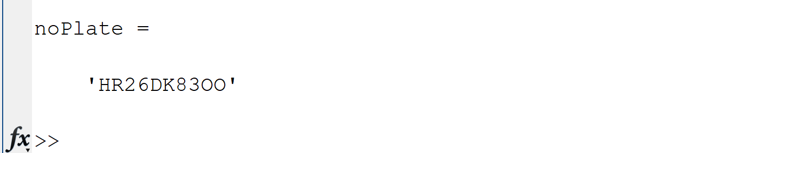 noPlate =
'HR26DK83OO'
fx >>